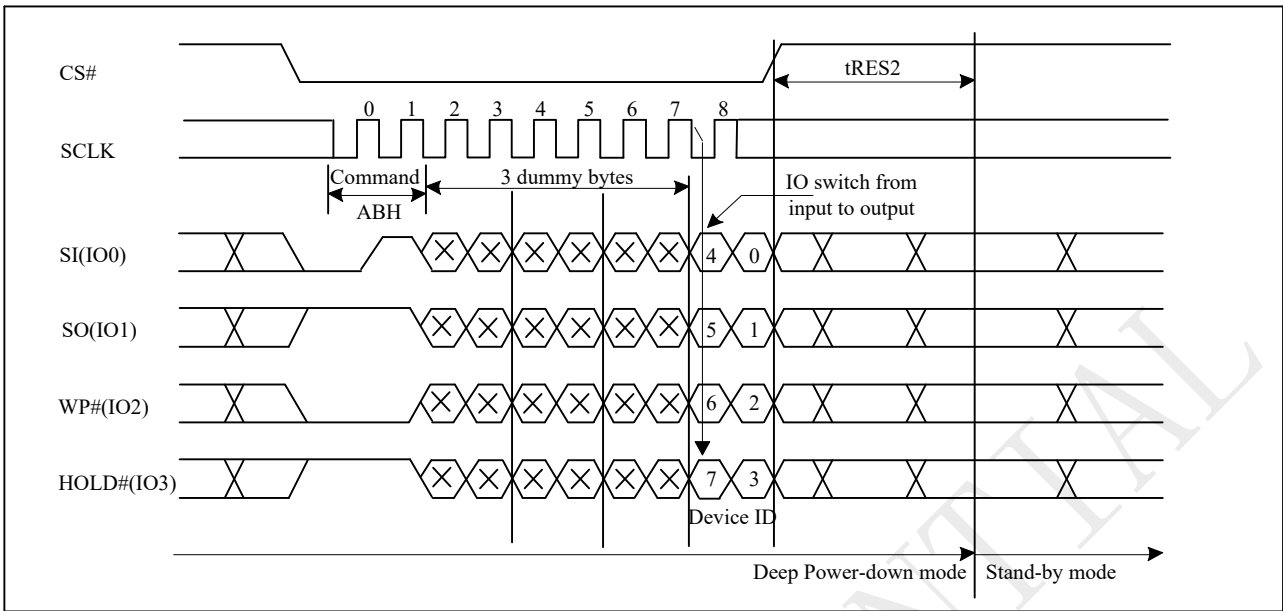 CS#
tRES2
0 1 2 3 4 5 6 7 8
SCLK
Command
3 dummy bytes
IO switch from
input to output
ABH
SI(IO0)
4 0
SO(IO1)
5 1
WP#(IO2)
6 2
HOLD#(IO3)
7 3
Device ID
Deep Power-down mode
Stand-by mode
NTIAL